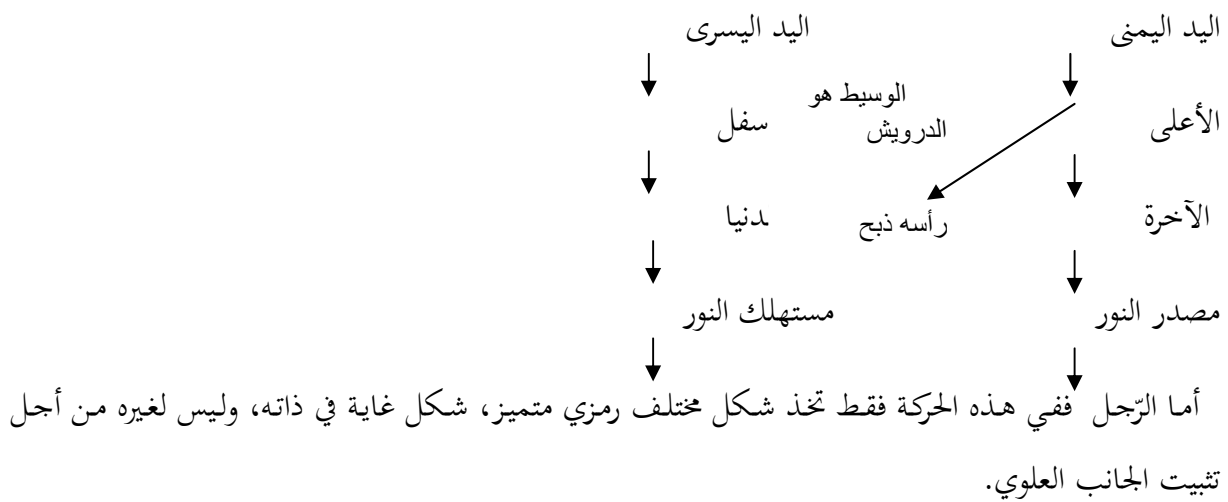 اليد اليمنى
اليد اليسرى
الوسيط هو
الأعلى
الدرويش
سفل
الآخرة
رأسه ذبح
دنيا
مصدر النور
مستهلك النور
أما الرّجل ففي هذه الحركة فقط تخذ شكل مختلف رمزي متميز، شكل غاية في ذاته، وليس لغيره من أجل
تثبيت الجانب العلوي.